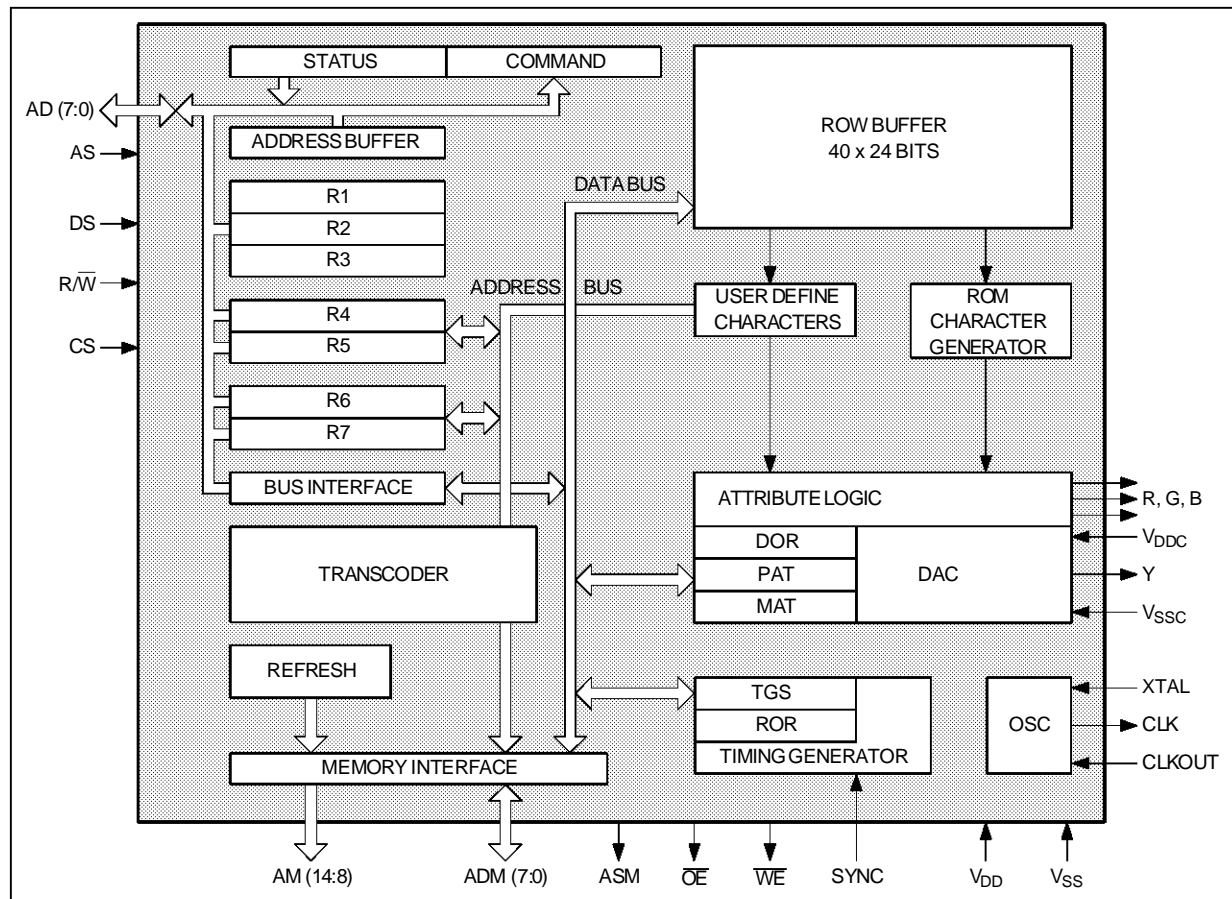 STATUS
COMMAND
AD (7:0)
ADDRESS BUFFER
AS
R1
DS
R2
R3
R/W̅
R4
CS
R5
R6
R7
BUS INTERFACE
TRANSCODER
REFRESH
MEMORY INTERFACE
DATA BUS
ADDRESS BUS
ROW BUFFER
40 x 24 BITS
USER DEFINE
CHARACTERS
ROM
CHARACTER
GENERATOR
ATTRIBUTE LOGIC
DOR
PAT
MAT
DAC
R, G, B
VDDC
Y
VSSC
TGS
ROR
TIMING GENERATOR
OSC
XTAL
CLK
CLKOUT
AM (14:8)
ADM (7:0)
ASM
O̅E̅
W̅E̅
SYNC
VDD
VSS